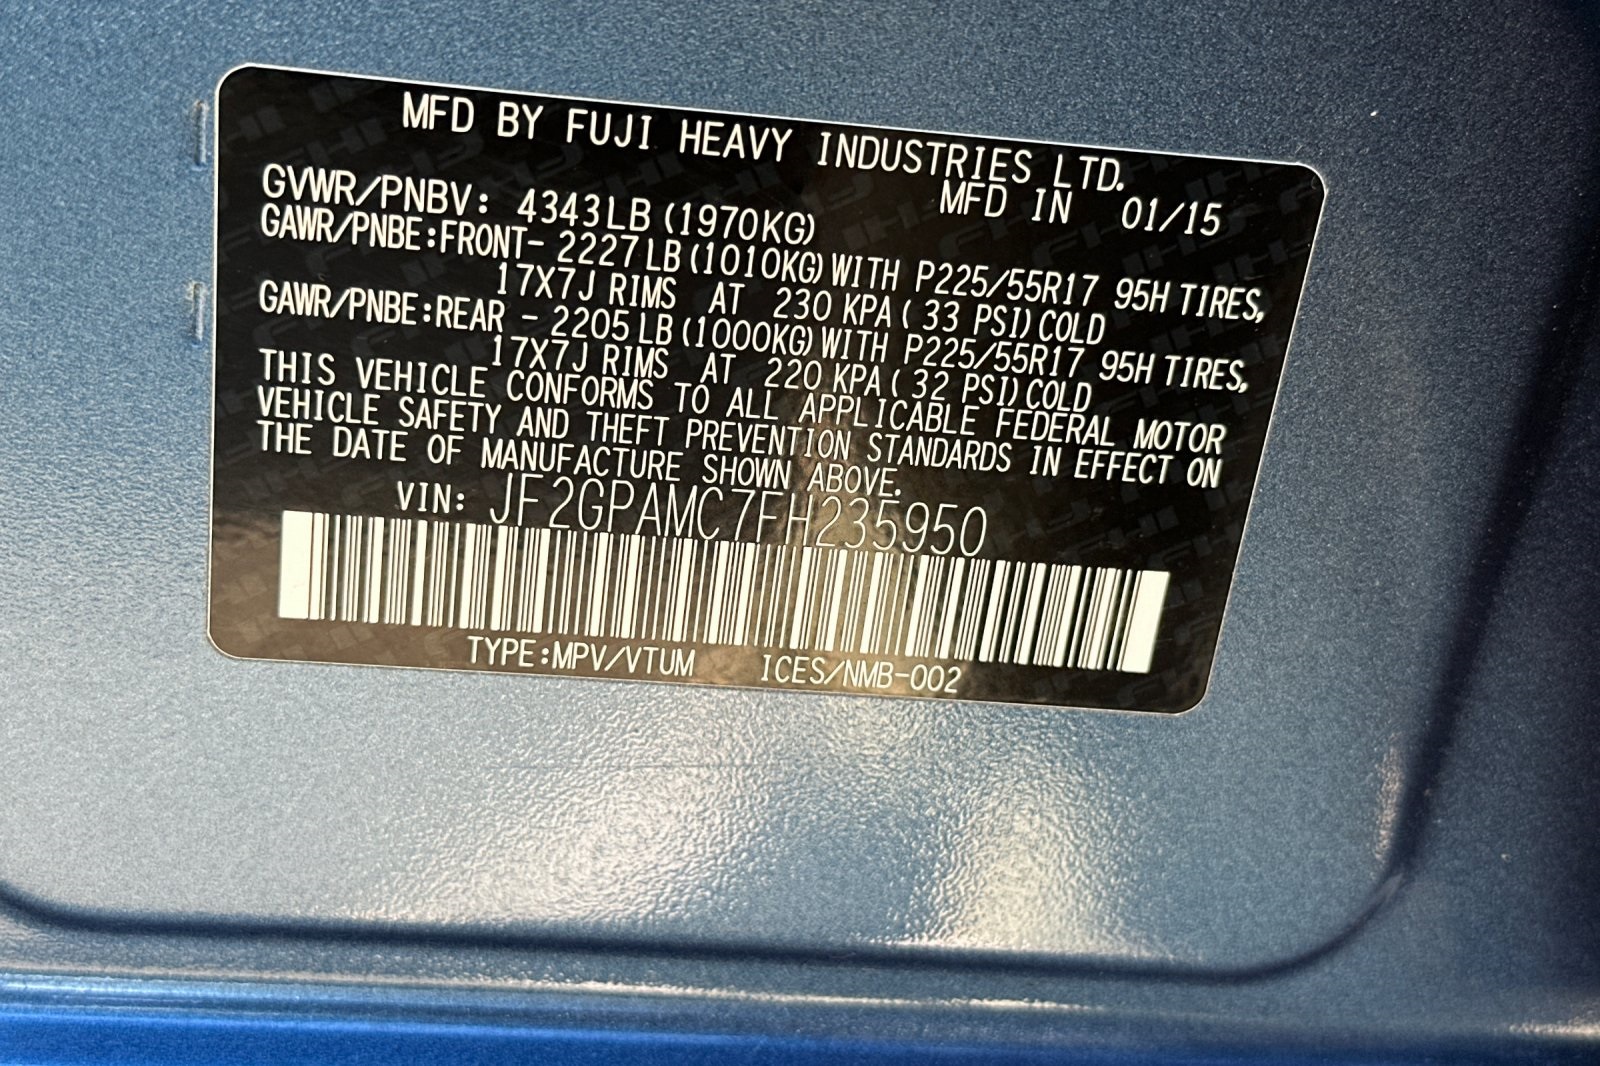 MFD BY FUJI HEAVY INDUSTRIES LTD.
MFD IN 01/15
GVWR/PNBV: 4343LB (1970KG)
GAWR/PNBE:FRONT- 2227LB (1010KG) WITH P225/55R17 95H TIRES,
17X7J RIMS AT 230 KPA ( 33 PSI) COLD
GAWR/PNBE:REAR - 2205LB (1000KG) WITH P225/55R17 95H TIRES,
17X7J RIMS AT 220 KPA ( 32 PSI) COLD
THIS VEHICLE CONFORMS TO ALL APPLICABLE FEDERAL MOTOR
VEHICLE SAFETY AND THEFT PREVENTION STANDARDS IN EFFECT ON
THE DATE OF MANUFACTURE SHOWN ABOVE.
VIN: JF2GPAMC7FH235950
TYPE:MPV/VTUM ICES/NMB-002